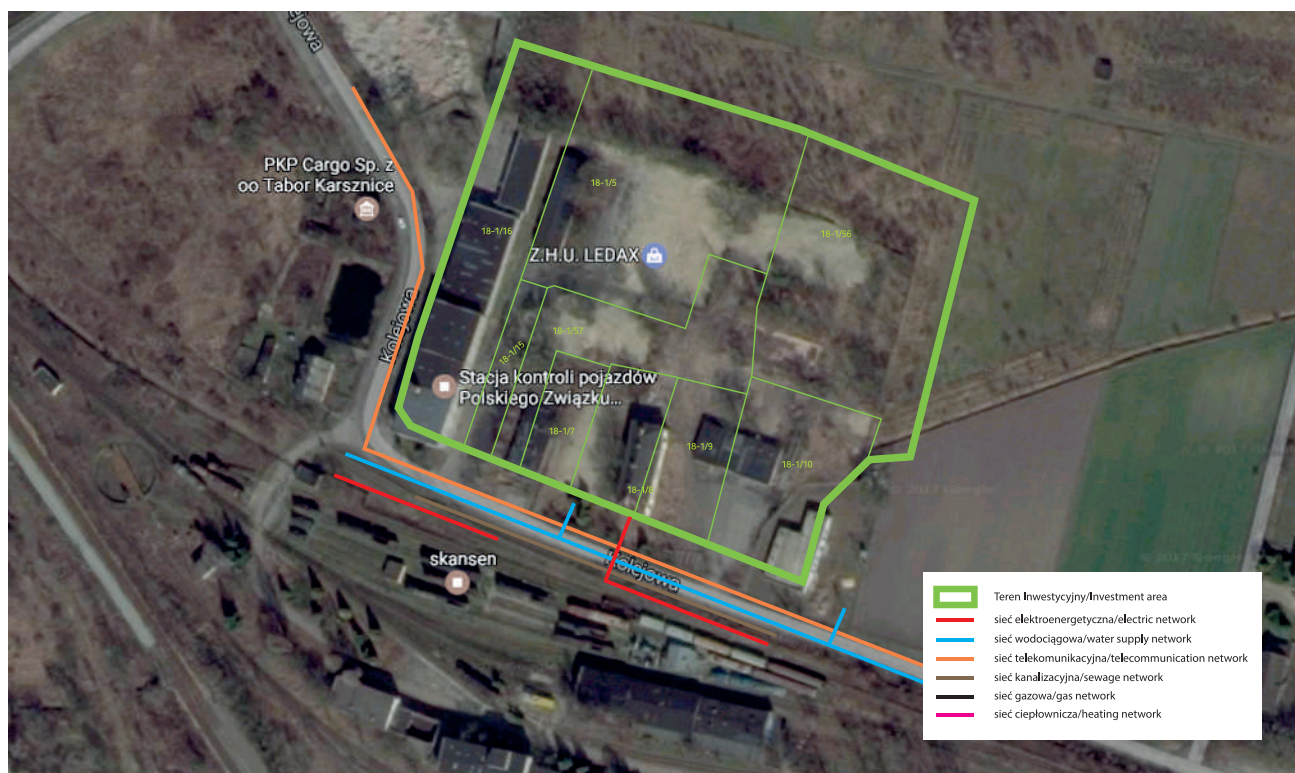 Kolejowa
PKP Cargo Sp. z
oo Tabor Karsznice
18-1/5
18-1/16
18-1/56
Z.H.U. LEDAX
Kolejowa
18-1/57
18-1/15
Stacja kontroli pojazdów
Polskiego Związku...
18-1/7
18-1/9
18-1/10
18-1/8
skansen
Kolejowa
Teren Inwestycyjny/Investment area
sieć elektroenergetyczna/electric network
sieć wodociągowa/water supply network
sieć telekomunikacyjna/telecommunication network
sieć kanalizacyjna/sewage network
sieć gazowa/gas network
sieć ciepłownicza/heating network